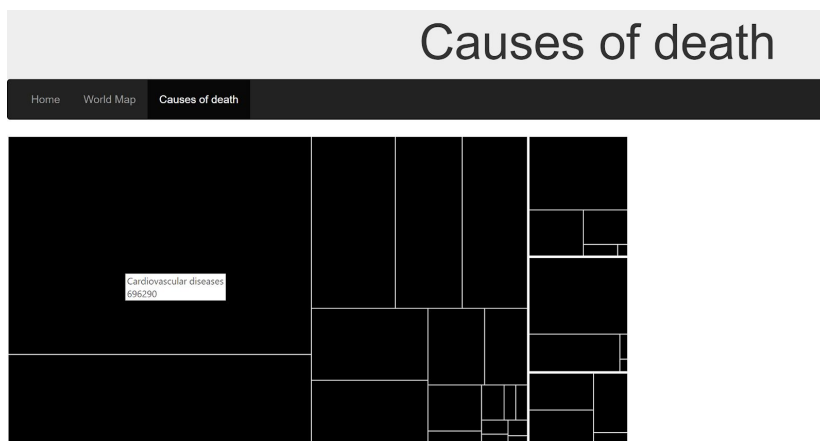 Causes of death
Home World Map Causes of death
Cardiovascular diseases
696290